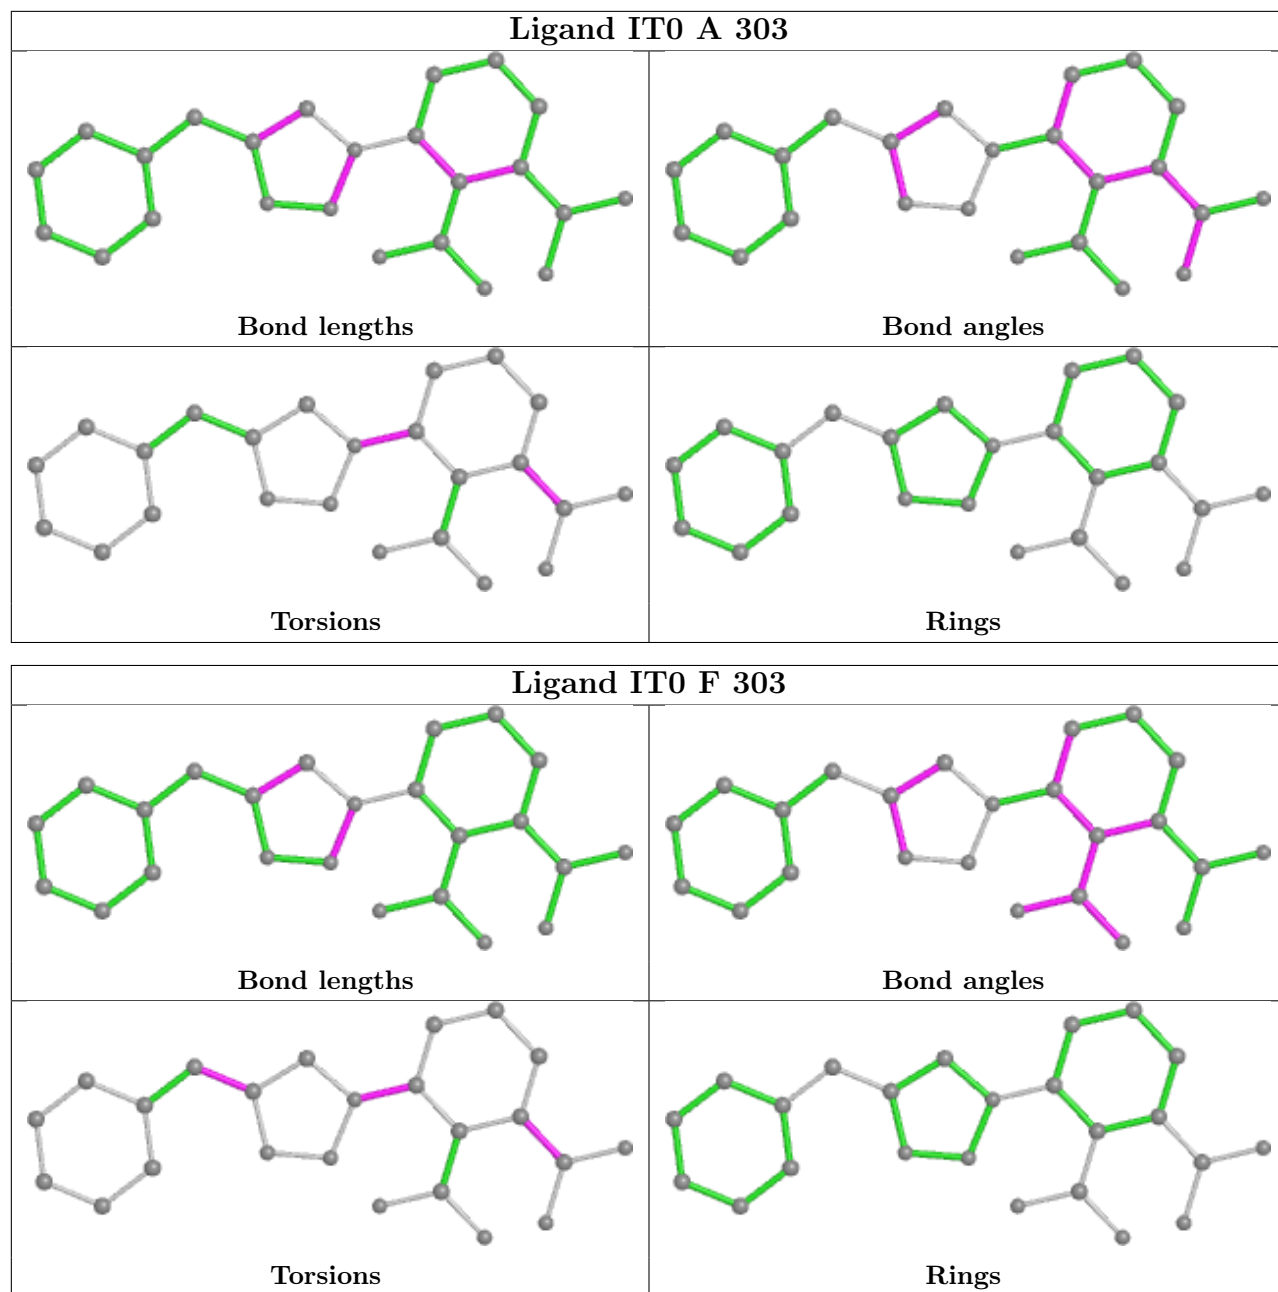 Ligand IT0 A 303
Bond lengths
Bond angles
Torsions
Rings
Ligand IT0 F 303
Bond lengths
Bond angles
Torsions
Rings